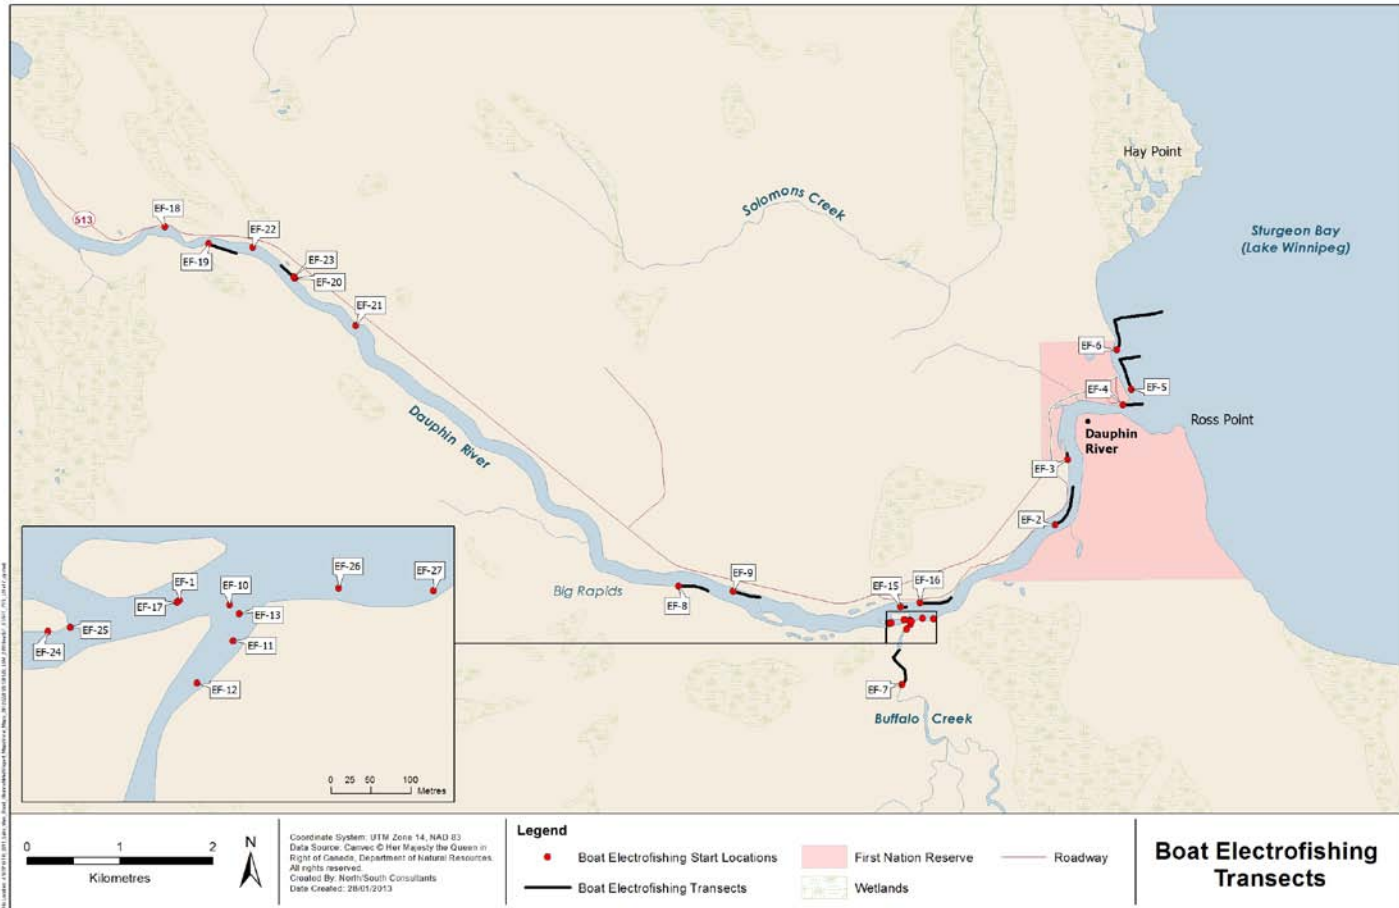 Hay Point
Solomons Creek
Sturgeon Bay
(Lake Winnipeg)
513
EF-18
EF-22
EF-19
EF-23
EF-20
EF-21
EF-6
EF-4
EF-5
Ross Point
Dauphin
River
Dauphin River
EF-3
EF-2
Big Rapids
EF-9
EF-8
EF-15
EF-16
EF-7
Buffalo Creek
EF-1
EF-10
EF-26
EF-27
EF-17
EF-13
EF-25
EF-24
EF-11
EF-12
0 25 50 100
Metres
0 1 2
Kilometres
N
Coordinate System: UTM Zone 14, NAD 83
Data Source: Canvec © Her Majesty the Queen in
Right of Canada, Department of Natural Resources.
All rights reserved.
Created By: North/South Consultants
Date Created: 28/01/2013
Legend
Boat Electrofishing Start Locations
First Nation Reserve
Roadway
Boat Electrofishing Transects
Wetlands
Boat Electrofishing
Transects